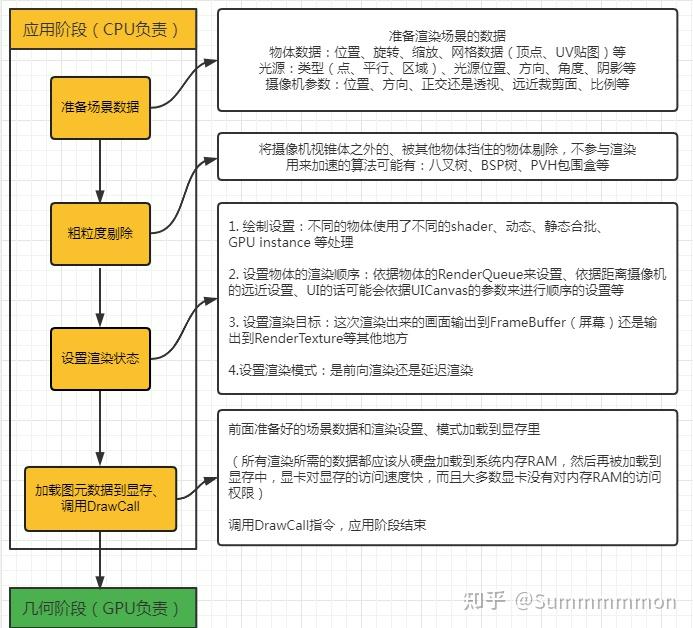 应用阶段（CPU负责）
准备场景数据
准备渲染场景的数据
物体数据：位置、旋转、缩放、网格数据（顶点、UV贴图）等
光源：类型（点、平行、区域）、光源位置、方向、角度、阴影等
摄像机参数：位置、方向、正交还是透视、远近裁剪面、比例等
粗粒度剔除
将摄像机视锥体之外的、被其他物体挡住的物体剔除，不参与渲染
用来加速的算法可能有：八叉树、BSP树、PVH包围盒等
设置渲染状态
1. 绘制设置：不同的物体使用了不同的shader、动态、静态合批、
GPU instance 等处理
2. 设置物体的渲染顺序：依据物体的RenderQueue来设置、依据距离摄像机
的远近设置、UI的话可能会依据UICanvas的参数来进行顺序的设置等
3. 设置渲染目标：这次渲染出来的画面输出到FrameBuffer（屏幕）还是输
出到RenderTexture等其他地方
4.设置渲染模式：是前向渲染还是延迟渲染
加载图元数据到显存、
调用DrawCall
前面准备好的场景数据和渲染设置、模式加载到显存里
（所有渲染所需的数据都应该从硬盘加载到系统内存RAM，然后再被加载到
显存中，显卡对显存的访问速度快，而且大多数显卡没有对内存RAM的访问
权限）
调用DrawCall指令，应用阶段结束
几何阶段（GPU负责）
知乎 @Summmmmon